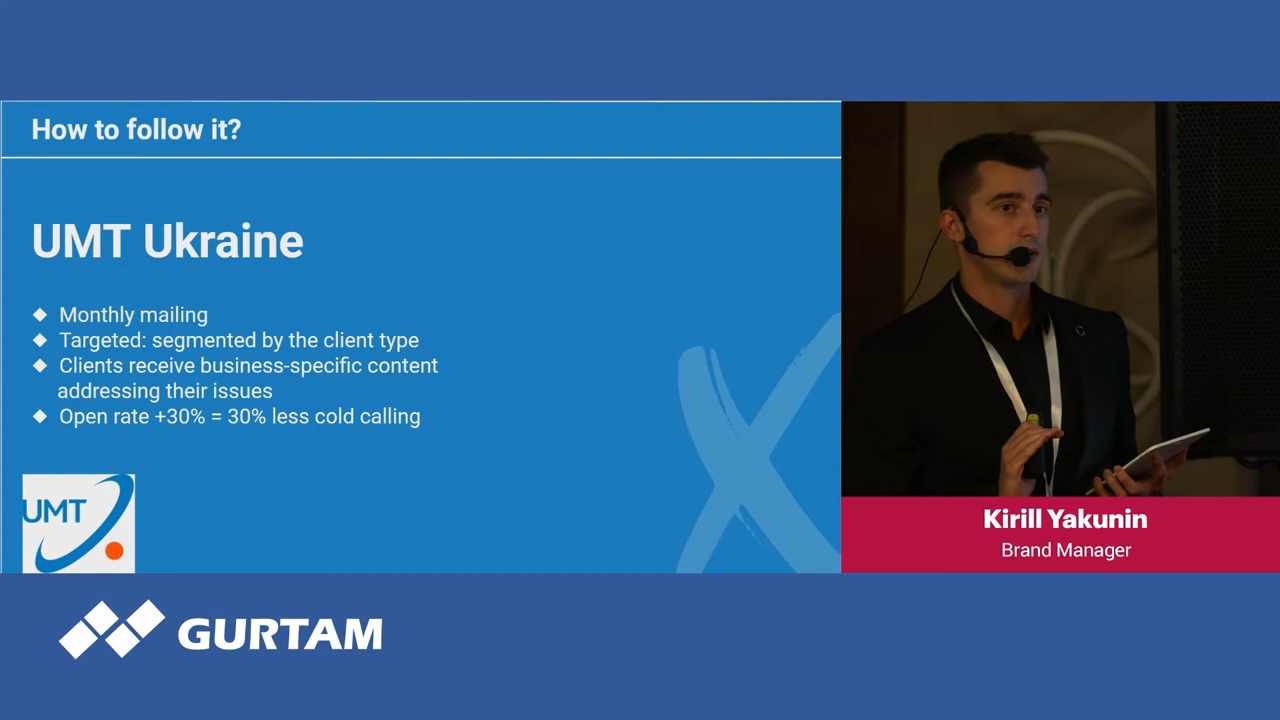 How to follow it?
UMT Ukraine
◆ Monthly mailing
◆ Targeted: segmented by the client type
◆ Clients receive business-specific content
addressing their issues
◆ Open rate +30% = 30% less cold calling
UMT
Kirill Yakunin
Brand Manager
GURTAM